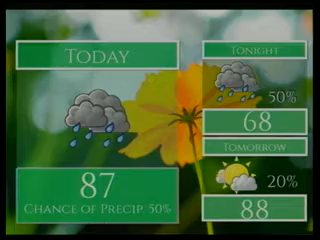 TODAY
87
CHANCE OF PRECIP 50%
TONIGHT
50%
68
TOMORROW
20%
88